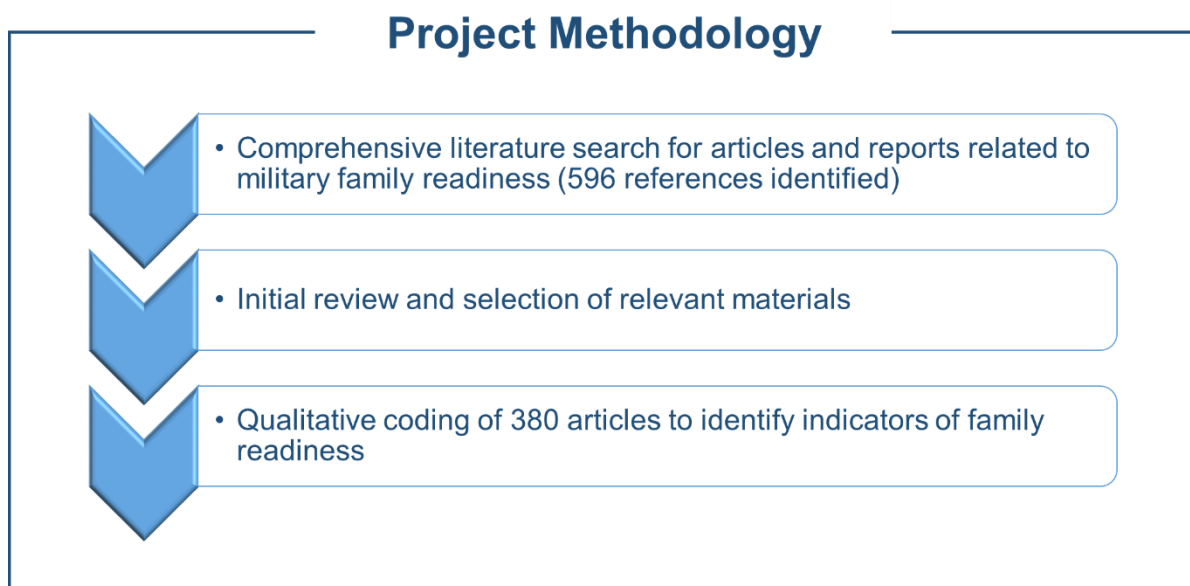 Project Methodology
• Comprehensive literature search for articles and reports related to
military family readiness (596 references identified)
• Initial review and selection of relevant materials
• Qualitative coding of 380 articles to identify indicators of family
readiness